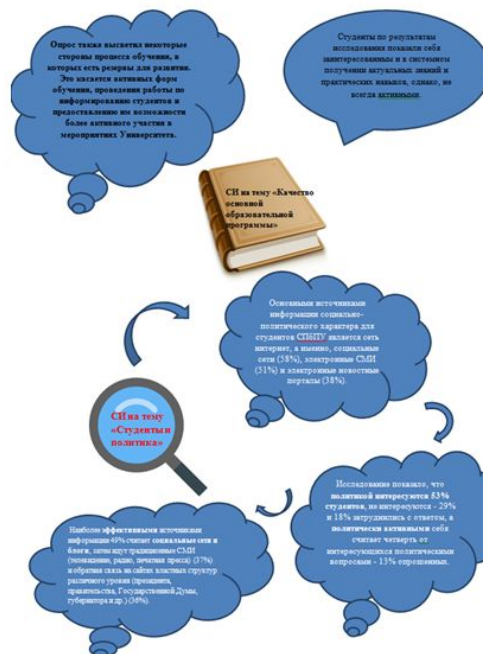 Опрос также высветил некоторые
стороны процесса обучения, в
которых есть резервы для развития.
Это касается активных форм
обучения, проведения работы по
информированию студентов и
предоставлению им возможности
более активного участия в
мероприятиях Университета.
Студенты по результатам
исследования показали себя
заинтересованными и в системном
получении актуальных знаний и
практических навыков, однако, не
всегда активными.
СИ на тему «Качество
основной
образовательной
программы»
Основными источниками
информации социально-
политического характера для
студентов СПбПУ является сеть
интернет, а именно, социальные
сети (58%), электронные СМИ
(51%) и электронные новостные
порталы (38%).
СИ на тему
«Студенты и
политика»
Исследование показало, что
политикой интересуются 53%
студентов, не интересуются - 29%
и 18% затруднились с ответом, а
политически активными себя
считает четверть от
интересующихся политическими
вопросами - 13% опрошенных.
Наиболее эффективными источниками
информации 49% считает социальные сети и
блоги, затем идут традиционные СМИ
(телевидение, радио, печатная пресса) (37%)
и обратная связь на сайтах властных структур
различного уровня (президента,
правительства, Государственной Думы,
губернатора и др.) (36%).